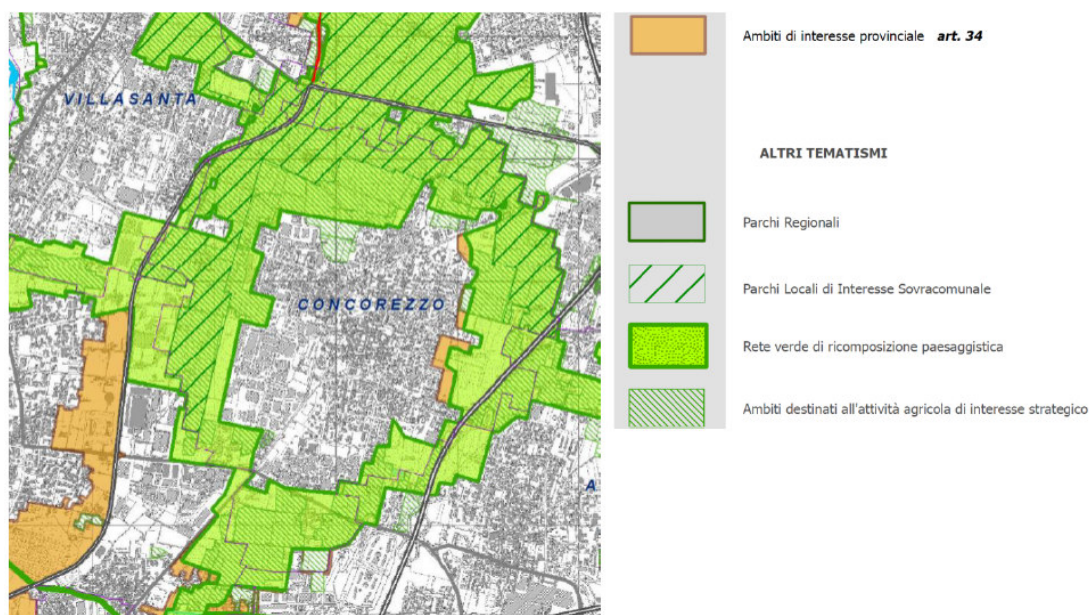 VILLASANTA
CONCOREZZO
A
Ambiti di interesse provinciale art. 34
ALTRI TEMATISMI
Parchi Regionali
Parchi Locali di Interesse Sovracomunale
Rete verde di ricomposizione paesaggistica
Ambiti destinati all'attività agricola di interesse strategico